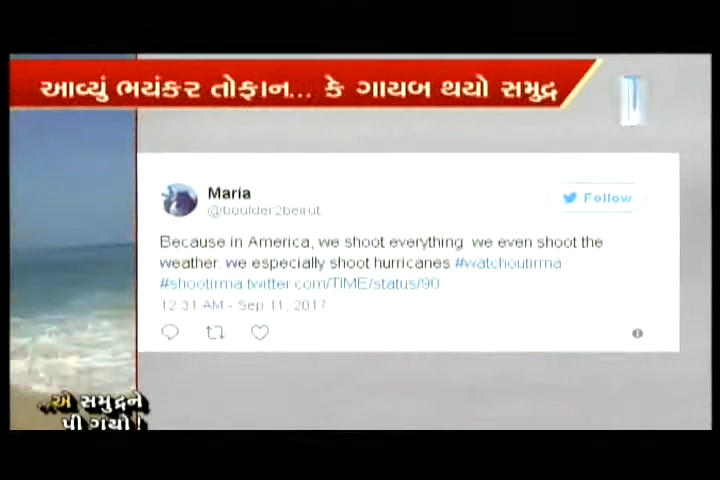 આવ્યું ભયંકર તોફાન... કે ગાયબ થયો સમુદ્ર
Maria
@boulder2beirut
Follow
Because in America, we shoot everything we even shoot the
weather. we especially shoot hurricanes #watchoutirma
#shootirma twitter.com/TIME/status/90
12:31 AM - Sep 11, 2017
...એ સમુદ્રને
પી ગયો!